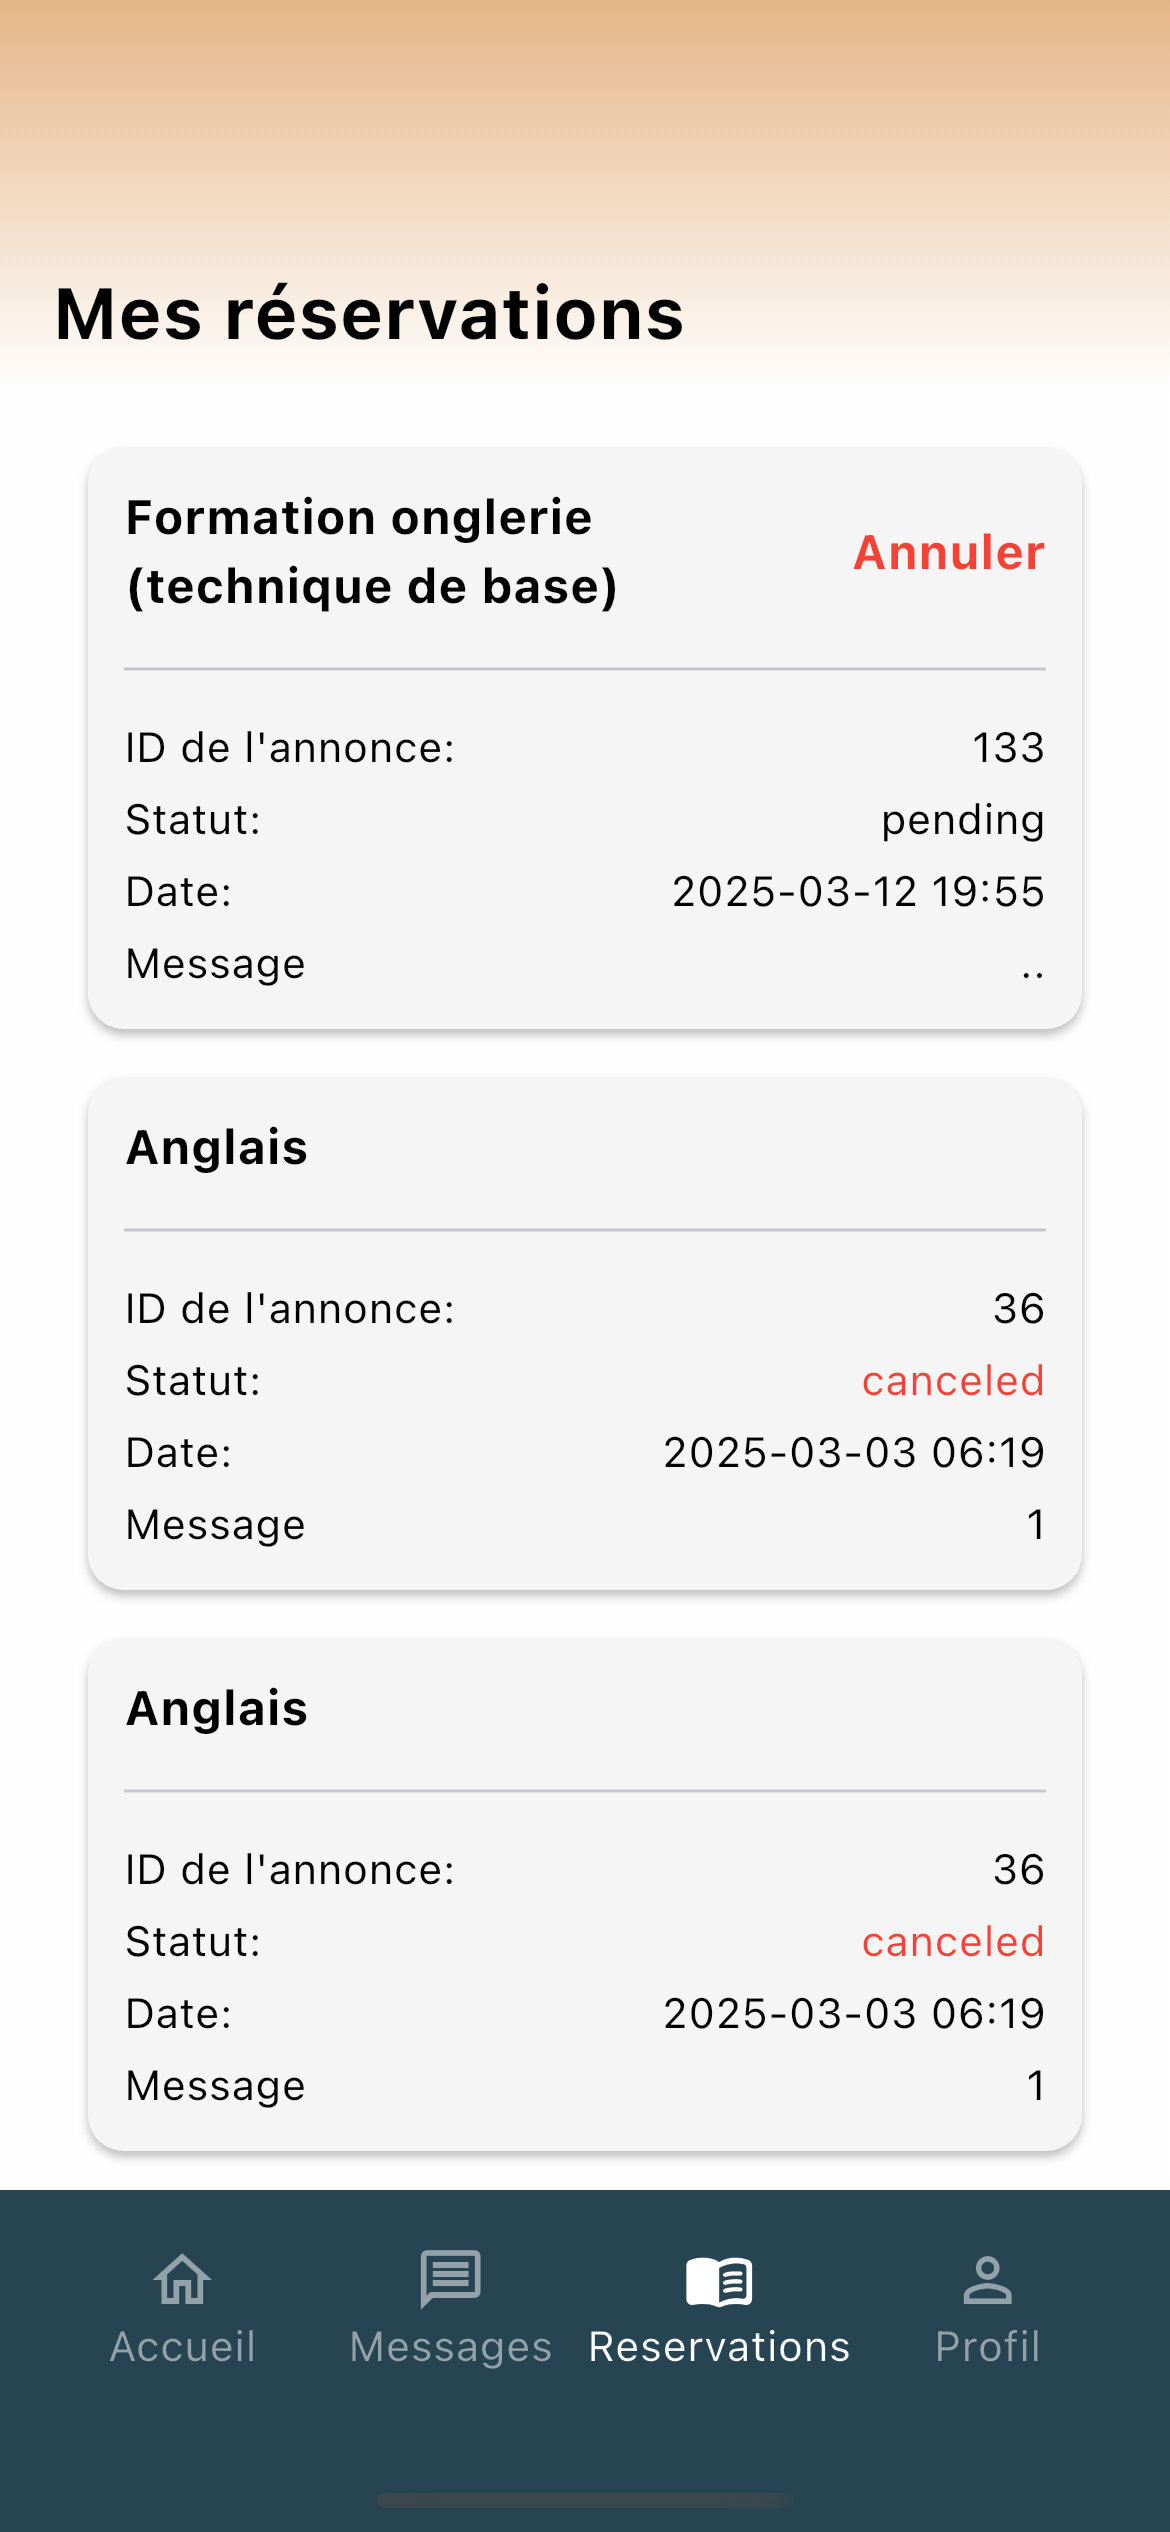 Mes réservations
Formation onglerie
(technique de base)
Annuler
ID de l'annonce: 133
Statut: pending
Date: 2025-03-12 19:55
Message ..
Anglais
ID de l'annonce: 36
Statut: canceled
Date: 2025-03-03 06:19
Message 1
Anglais
ID de l'annonce: 36
Statut: canceled
Date: 2025-03-03 06:19
Message 1
Accueil Messages Reservations Profil